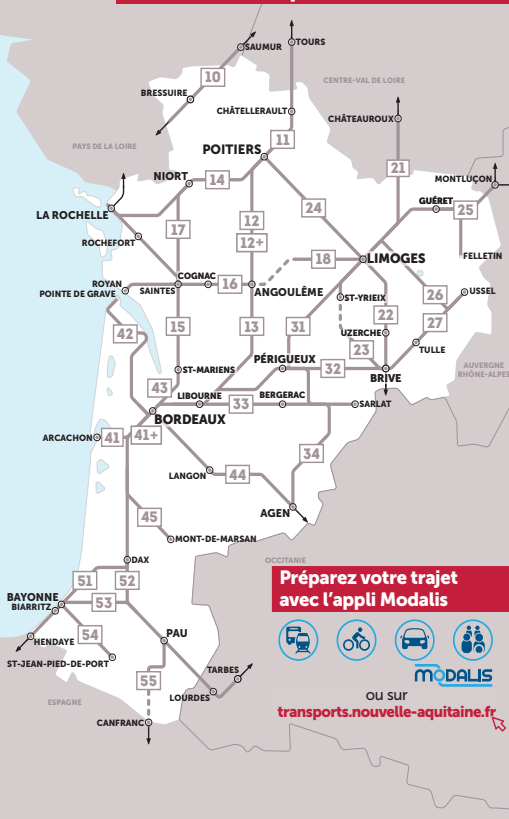 SAUMUR
TOURS
10
CENTRE-VAL DE LOIRE
BRESSUIRE
CHÂTELLERAULT
CHÂTEAUROUX
11
PAYS DE LA LOIRE
POITIERS
21
NIORT
14
MONTLUÇON
GUÉRET
25
LA ROCHELLE
24
12
17
12+
ROCHEFORT
18
LIMOGES
FELLETIN
ROYAN
POINTE DE GRAVE
SAINTES
COGNAC
16
ANGOULÊME
ST-YRIEIX
26
USSEL
22
27
42
15
13
31
UZERCHE
23
TULLE
PÉRIGUEUX
ST-MARIENS
32
BRIVE
AUVERGNE
RHÔNE-ALPES
43
LIBOURNE
33
BERGERAC
SARLAT
BORDEAUX
ARCACHON
41
41+
34
LANGON
44
AGEN
45
MONT-DE-MARSAN
DAX
OCCITANIE
51
52
BAYONNE
BIARRITZ
53
HENDAYE
54
PAU
ST-JEAN-PIED-DE-PORT
55
TARBES
LOURDES
ESPAGNE
CANFRANC
Préparez votre trajet
avec l'appli Modalis
MODALIS
ou sur
transports.nouvelle-aquitaine.fr